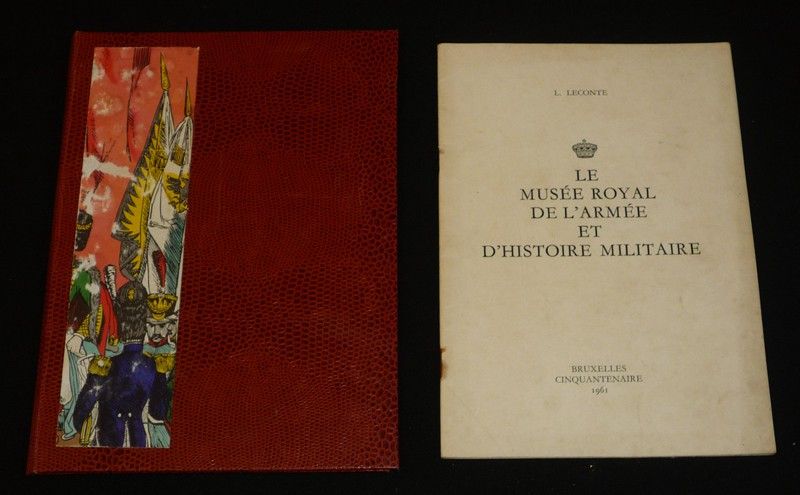 L. LECONTE
LE
MUSÉE ROYAL
DE L'ARMÉE
ET
D'HISTOIRE MILITAIRE
BRUXELLES
CINQUANTENAIRE
1961